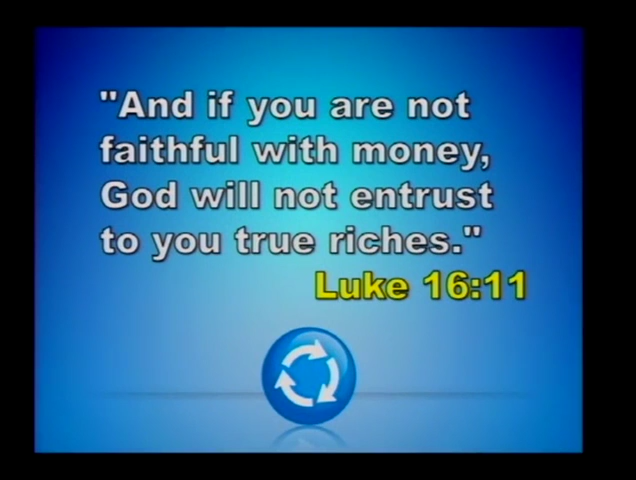 "And if you are not
faithful with money,
God will not entrust
to you true riches."
Luke 16:11